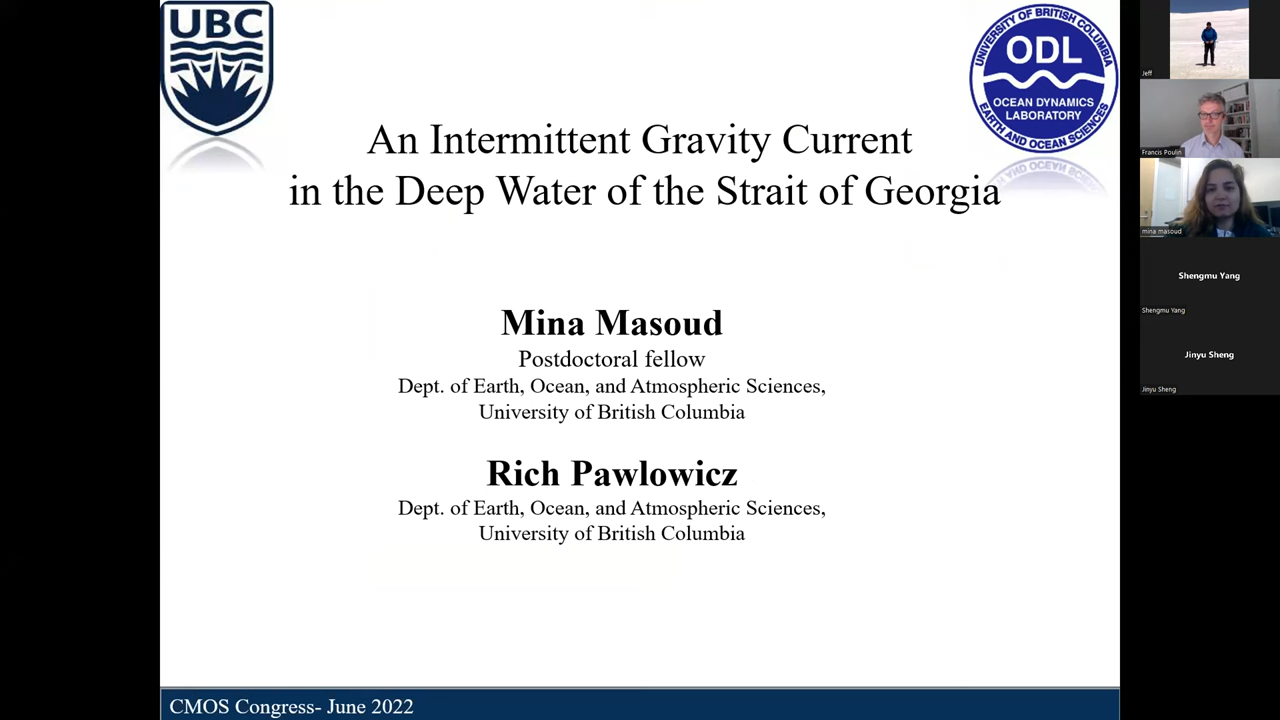 UBC
UNIVERSITY OF BRITISH COLUMBIA
ODL
OCEAN DYNAMICS
LABORATORY
EARTH AND OCEAN SCIENCES
An Intermittent Gravity Current
in the Deep Water of the Strait of Georgia
Mina Masoud
Postdoctoral fellow
Dept. of Earth, Ocean, and Atmospheric Sciences,
University of British Columbia
Rich Pawlowicz
Dept. of Earth, Ocean, and Atmospheric Sciences,
University of British Columbia
CMOS Congress- June 2022
Jeff
Francis Poulin
mina masoud
Shengmu Yang
Shengmu Yang
Jinyu Sheng
Jinyu Sheng